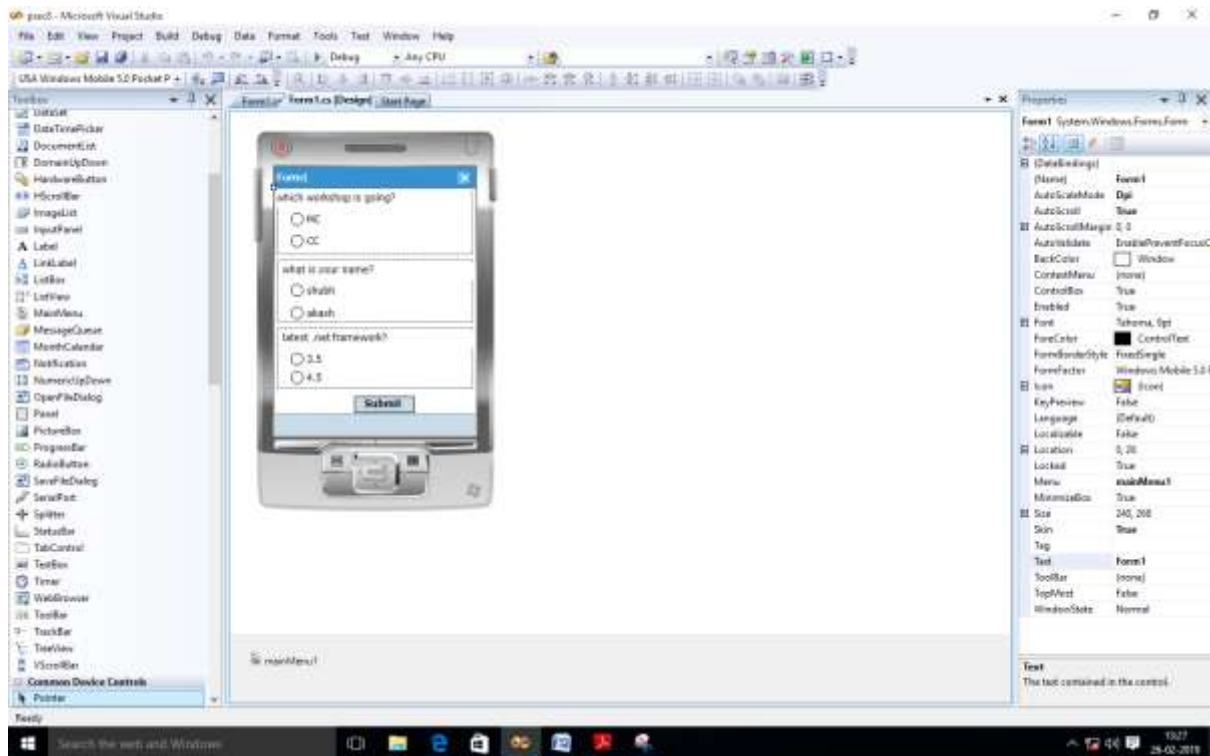 Microsoft Visual Studio
File Edit View Project Build Debug Data Format Tools Test Window Help
Debug Any CPU
USA Windows Mobile 5.0 Pocket P
Form1.cs [Design] Start Page
Toolbox
DataSet
DateTimePicker
DocumentList
DomainUpDown
HardwareButton
HScrollBar
ImageList
InputPanel
Label
LinkLabel
ListBox
ListView
MainMenu
MessageQueue
MonthCalendar
Notification
NumericUpDown
OpenFileDialog
Panel
PictureBox
ProgressBar
RadioButton
SaveFileDialog
SerialPort
Splitter
StatusBar
TabControl
TextBox
Timer
WebBrowser
ToolBar
TrackBar
TreeView
VScrollBar
Common Device Controls
Pointer
Form1
which workshop is going?
CC
what is your name?
shubh
akash
latest .net framework?
3.5
4.5
Submit
mainMenu1
Properties
Form1 System.Windows.Forms.Form
(DataBindings)
(Name) Form1
AutoScaleMode Dpi
AutoScroll True
AutoScrollMargin 0, 0
AutoValidate EnablePreventFocusC
BackColor Window
ContextMenu (none)
ControlBox True
Enabled True
Font Tahoma, 9pt
ForeColor ControlText
FormBorderStyle FixedSingle
FormFactor Windows Mobile 5.0
Icon (Icon)
KeyPreview False
Language (Default)
Localizable False
Location
Locked True
Menu mainMenu1
MinimizeBox True
Size 240, 268
Skin True
Tag
Text Form1
ToolBar (none)
TopMost False
WindowState Normal
Text
The text contained in the control.
Ready
Search the web and Windows
26-02-2019